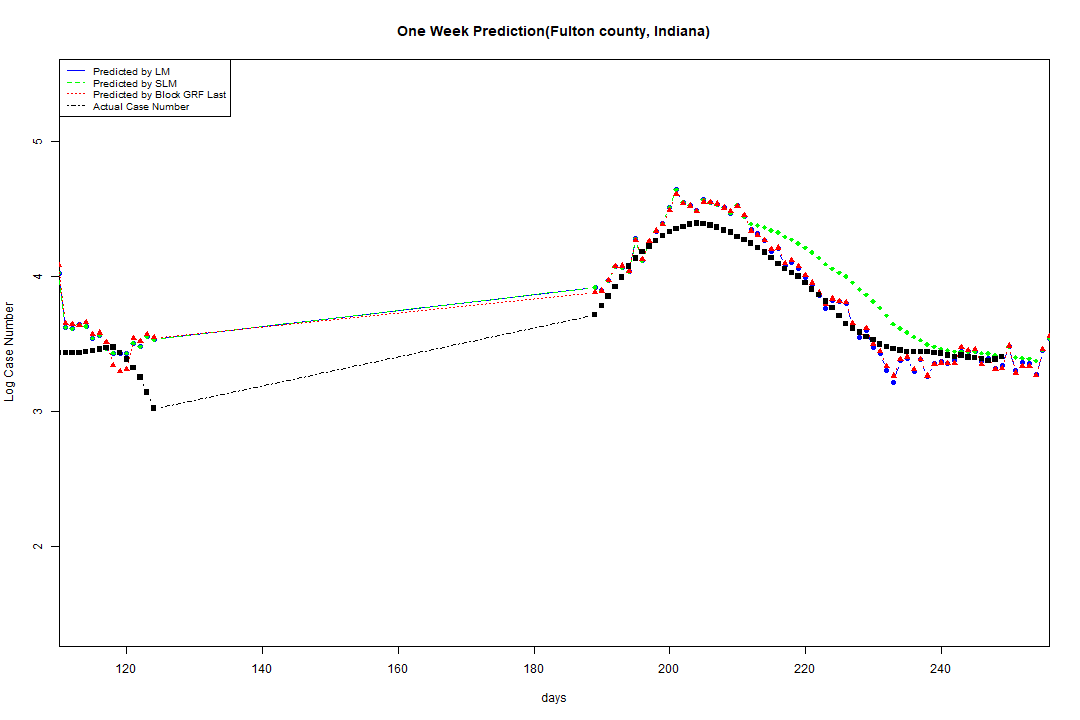 One Week Prediction(Fulton county, Indiana)
Predicted by LM
Predicted by SLM
Predicted by Block GRF Last
Actual Case Number
5
4
3
2
Log Case Number
120 140 160 180 200 220 240
days